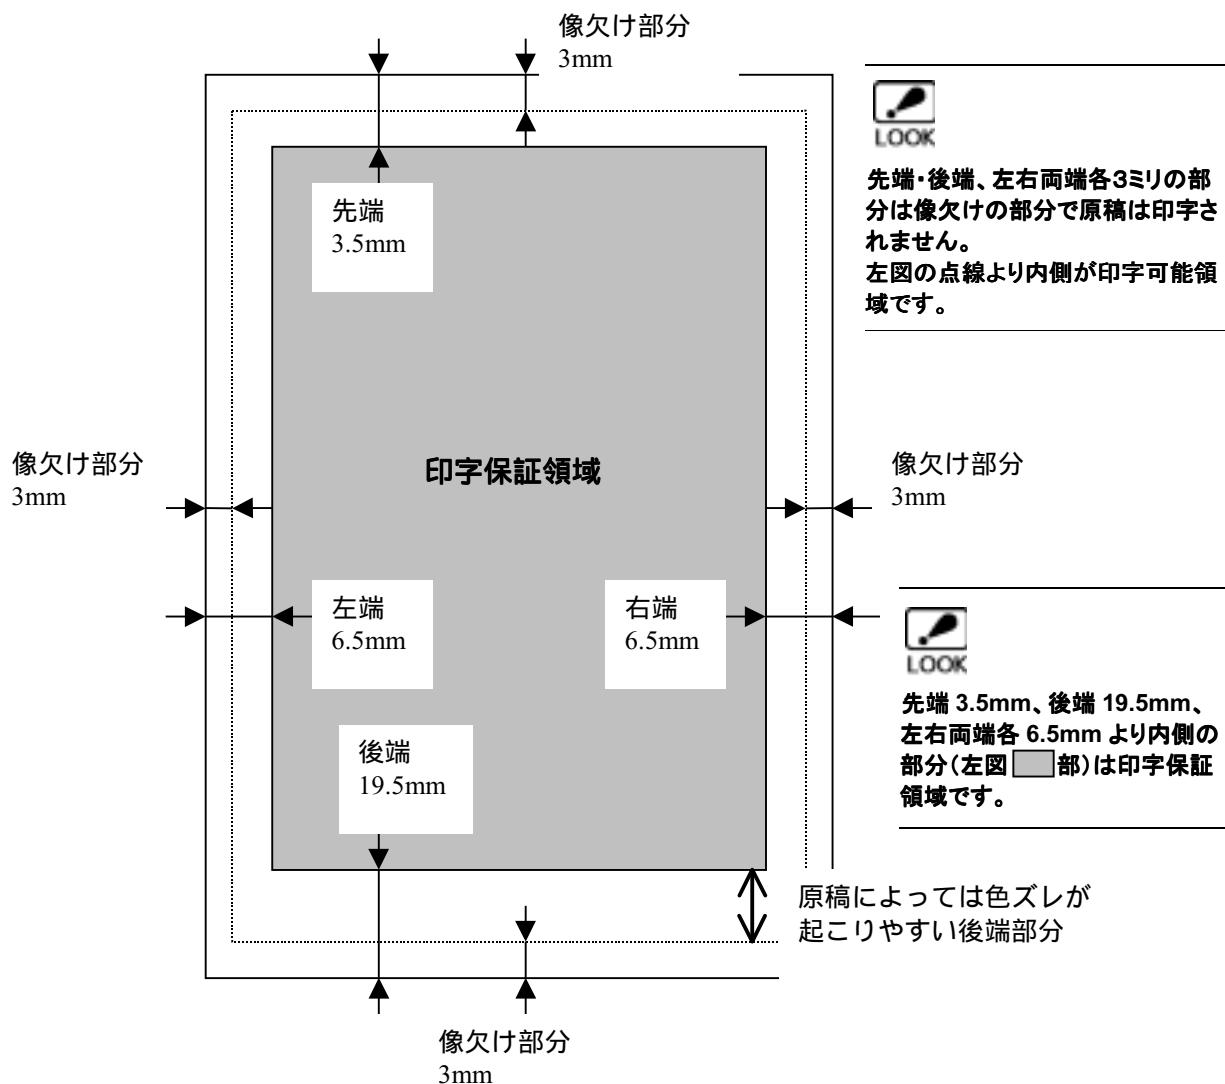 像欠け部分
3mm
LOOK
先端・後端、左右両端各3ミリの部
分は像欠けの部分で原稿は印字さ
れません。
左図の点線より内側が印字可能領
域です。
先端
3.5mm
像欠け部分
3mm
印字保証領域
像欠け部分
3mm
左端
6.5mm
右端
6.5mm
LOOK
先端 3.5mm、後端 19.5mm、
左右両端各 6.5mm より内側の
部分(左図 部)は印字保証
領域です。
後端
19.5mm
原稿によっては色ズレが
起こりやすい後端部分
像欠け部分
3mm